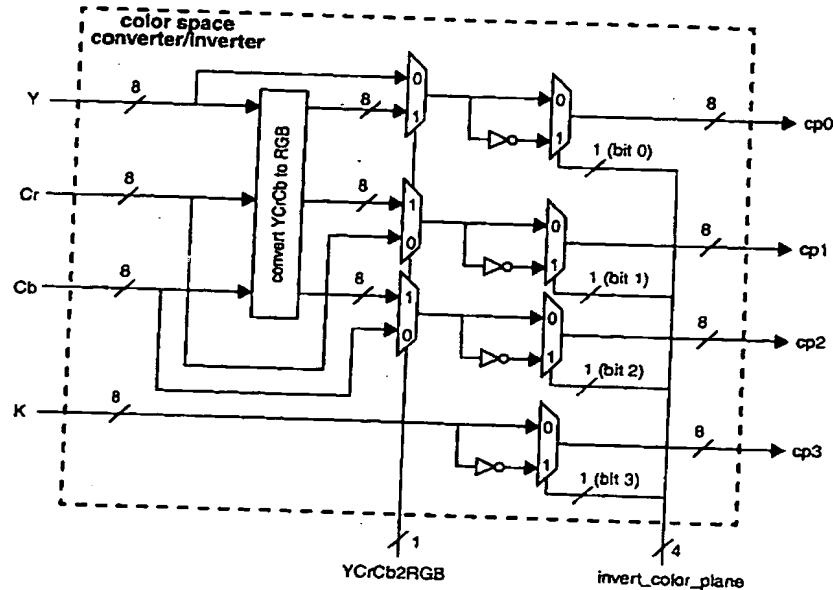 color space
converter/inverter
Y
8
8
0
1
0
1
8
cp0
1 (bit 0)
convert YCrCb to RGB
Cr
8
8
1
0
0
1
8
cp1
1 (bit 1)
Cb
8
8
1
0
0
1
8
cp2
1 (bit 2)
K
8
0
1
8
cp3
1 (bit 3)
1
YCrCb2RGB
4
invert_color_plane